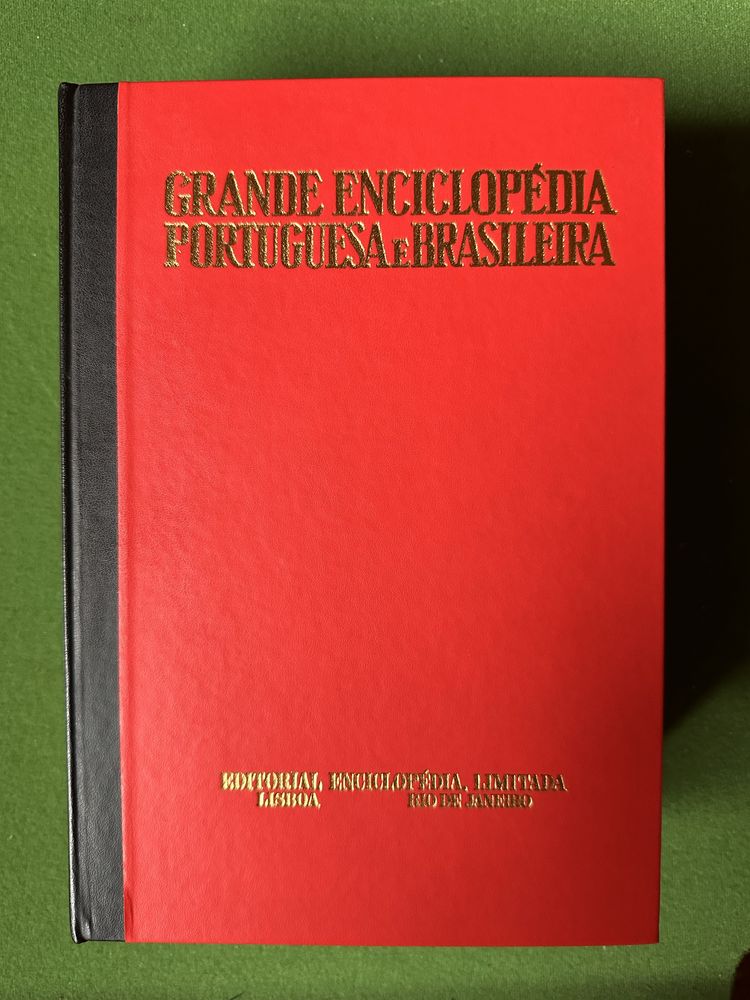 GRANDE ENCICLOPÉDIA
PORTUGUESA E BRASILEIRA
EDITORIAL ENCICLOPÉDIA, LIMITADA
LISBOA RIO DE JANEIRO